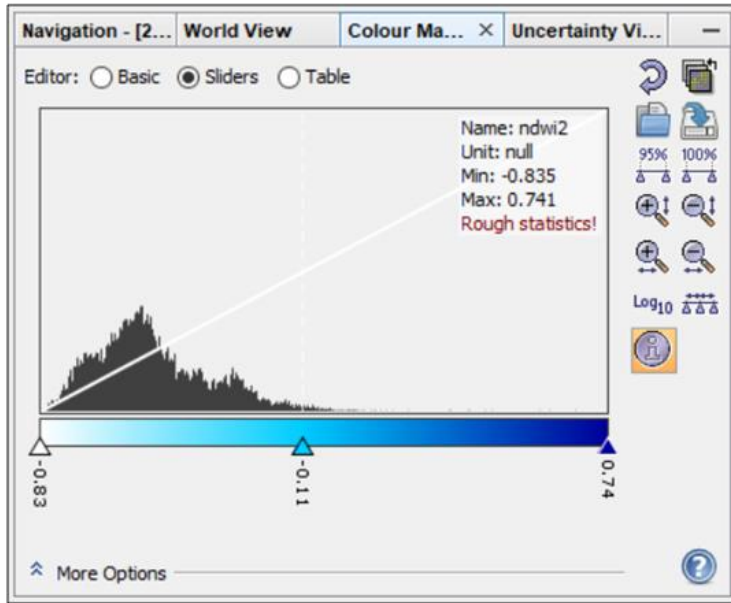 Navigation - [2... World View Colour Ma... × Uncertainty Vi...
Editor: Basic Sliders Table
Name: ndwi2
Unit: null
Min: -0.835
Max: 0.741
Rough statistics!
95% 100%
Log10
-0.83 -0.11 0.74
More Options